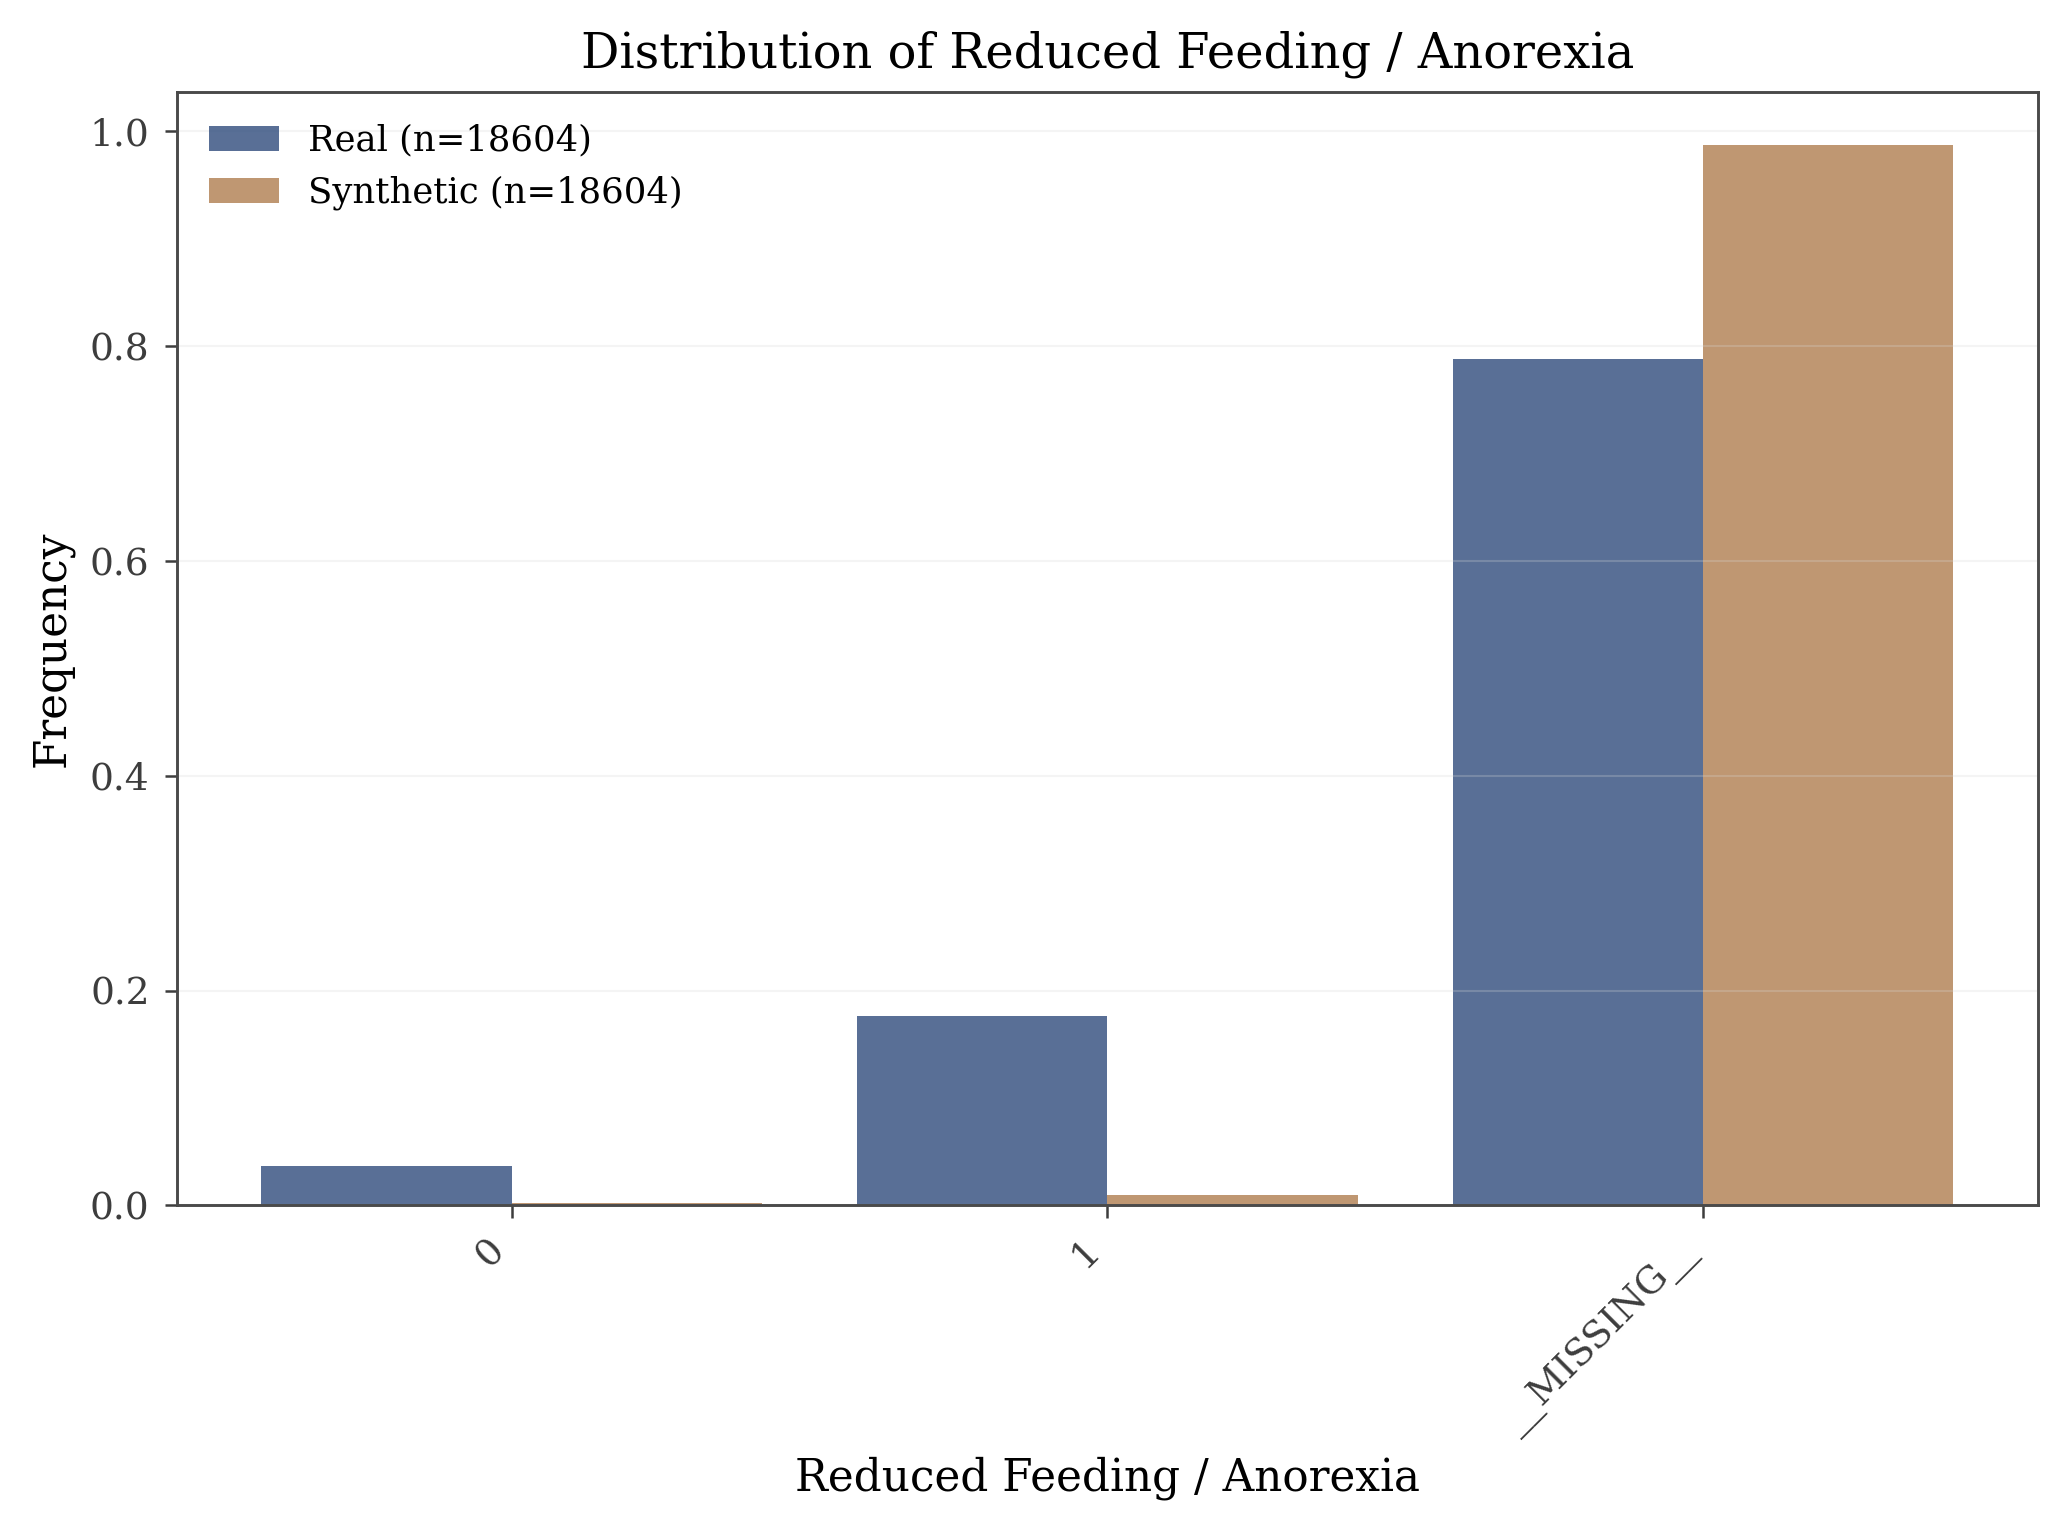 Distribution of Reduced Feeding / Anorexia
Real (n=18604)
Synthetic (n=18604)
Frequency
1.0
0.8
0.6
0.4
0.2
0.0
0
1
__MISSING__
Reduced Feeding / Anorexia